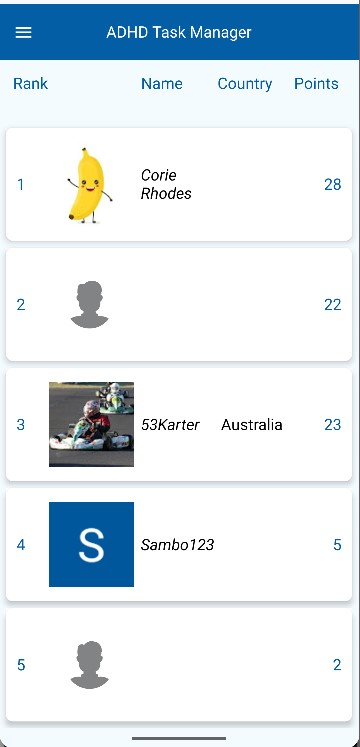 ADHD Task Manager
Rank Name Country Points
1 Corie Rhodes 28
2 22
3 53Karter Australia 23
4 S Sambo123 5
5 2